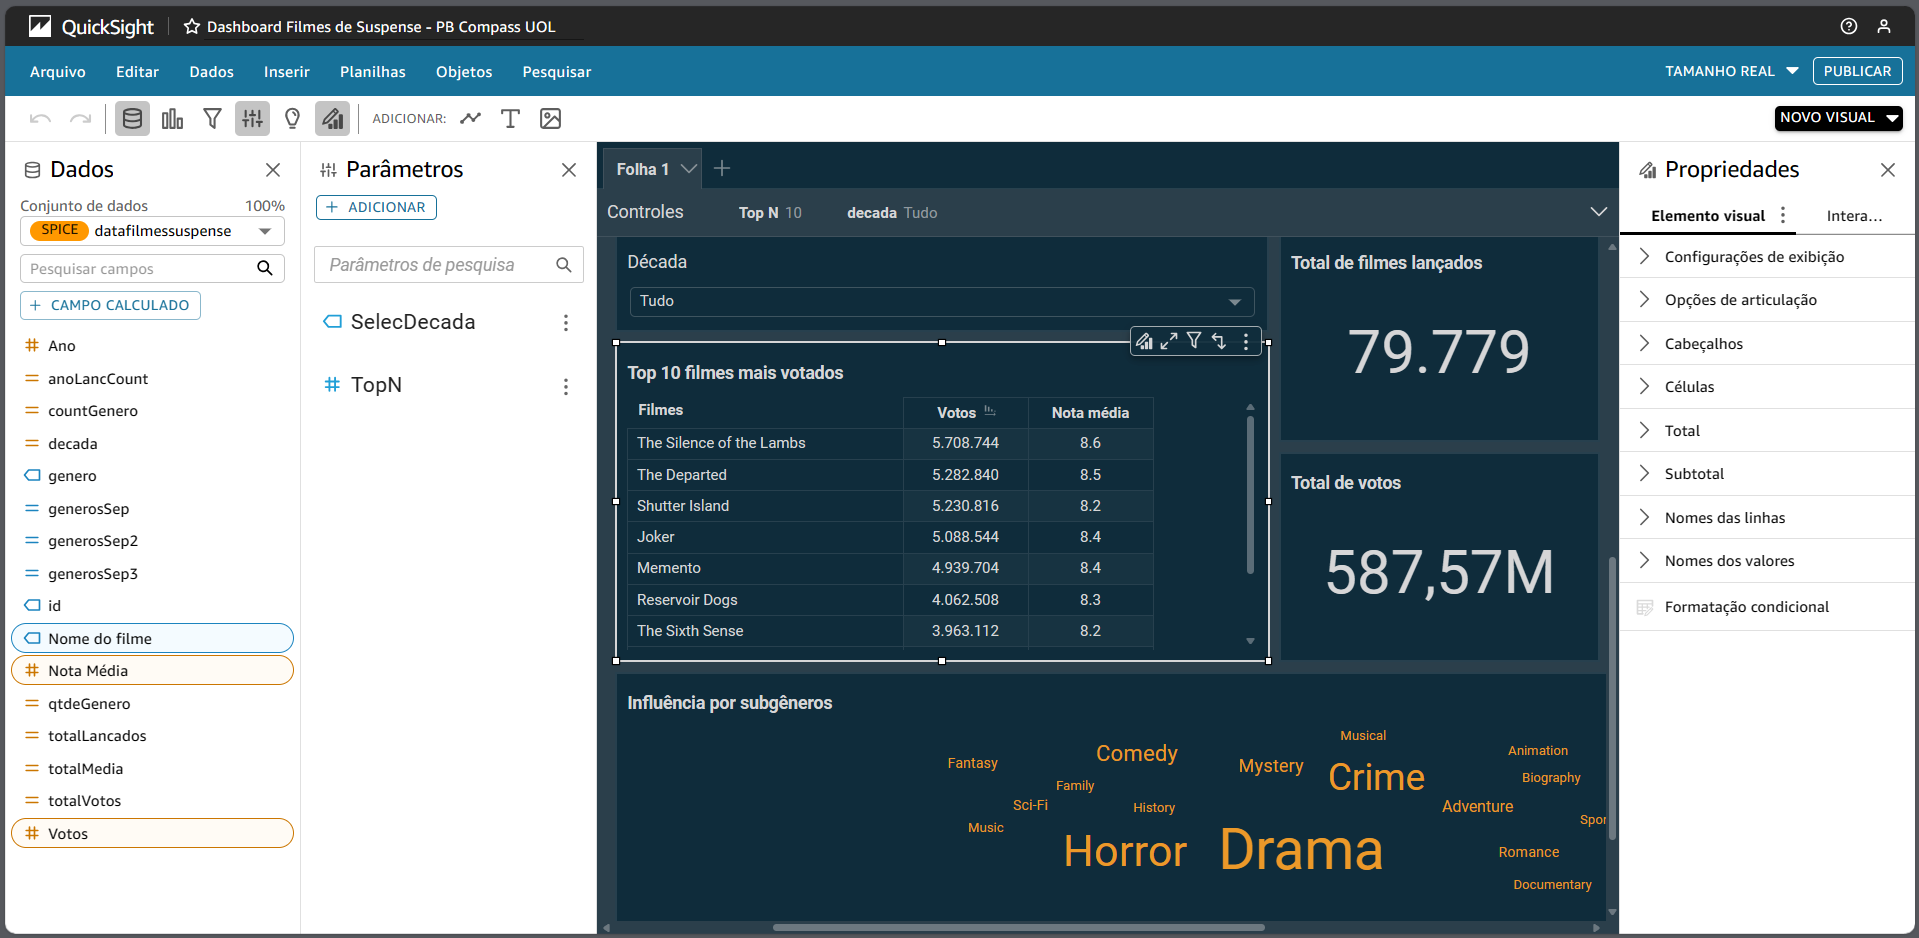 QuickSight
Dashboard Filmes de Suspense - PB Compass UOL
Arquivo Editar Dados Inserir Planilhas Objetos Pesquisar
TAMANHO REAL
PUBLICAR
ADICIONAR:
NOVO VISUAL
Dados
Conjunto de dados 100%
SPICE datafilmessuspense
Pesquisar campos
+ CAMPO CALCULADO
Ano
anoLancCount
countGenero
decada
genero
generosSep
generosSep2
generosSep3
id
Nome do filme
Nota Média
qtdeGenero
totalLancados
totalMedia
totalVotos
Votos
Parâmetros
+ ADICIONAR
Parâmetros de pesquisa
SelecDecada
TopN
Folha 1
Controles Top N 10 decada Tudo
Década
Tudo
Top 10 filmes mais votados
Filmes Votos Nota média
The Silence of the Lambs 5.708.744 8.6
The Departed 5.282.840 8.5
Shutter Island 5.230.816 8.2
Joker 5.088.544 8.4
Memento 4.939.704 8.4
Reservoir Dogs 4.062.508 8.3
The Sixth Sense 3.963.112 8.2
Total de filmes lançados
79.779
Total de votos
587,57M
Influência por subgêneros
Musical
Comedy
Animation
Fantasy
Mystery
Crime
Biography
Family
Sci-Fi
History
Adventure
Music
Spor
Horror
Drama
Romance
Documentary
Propriedades
Elemento visual Intera...
Configurações de exibição
Opções de articulação
Cabeçalhos
Células
Total
Subtotal
Nomes das linhas
Nomes dos valores
Formatação condicional